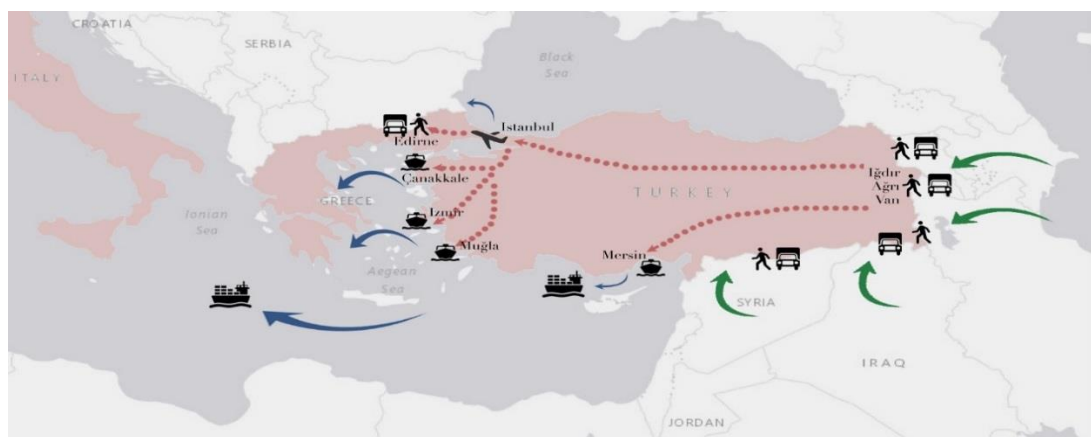 CROATIA
SERBIA
Black
Sea
ITALY
Istanbul
Edirne
Çanakkale
GREECE
Izmir
Muğla
Ionian
Sea
Aegean
Sea
TURKEY
Iğdır
Ağrı
Van
Mersin
SYRIA
IRAQ
JORDAN